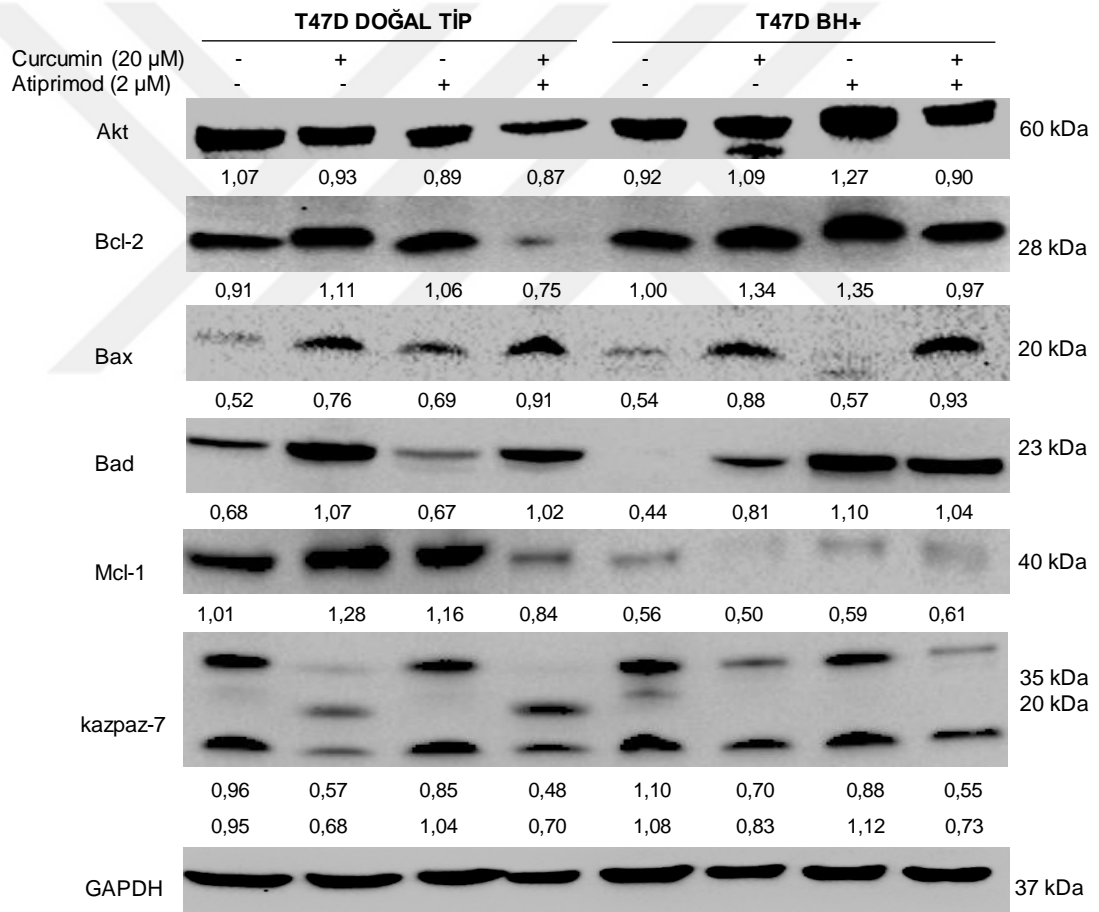 T47D DOĞAL TİP T47D BH+
Curcumin (20 µM) - + - + - + - +
Atiprimod (2 µM) - - + + - - + +
Akt 60 kDa
1,07 0,93 0,89 0,87 0,92 1,09 1,27 0,90
Bcl-2 28 kDa
0,91 1,11 1,06 0,75 1,00 1,34 1,35 0,97
Bax 20 kDa
0,52 0,76 0,69 0,91 0,54 0,88 0,57 0,93
Bad 23 kDa
0,68 1,07 0,67 1,02 0,44 0,81 1,10 1,04
Mcl-1 40 kDa
1,01 1,28 1,16 0,84 0,56 0,50 0,59 0,61
35 kDa
20 kDa
kazpaz-7
0,96 0,57 0,85 0,48 1,10 0,70 0,88 0,55
0,95 0,68 1,04 0,70 1,08 0,83 1,12 0,73
GAPDH 37 kDa